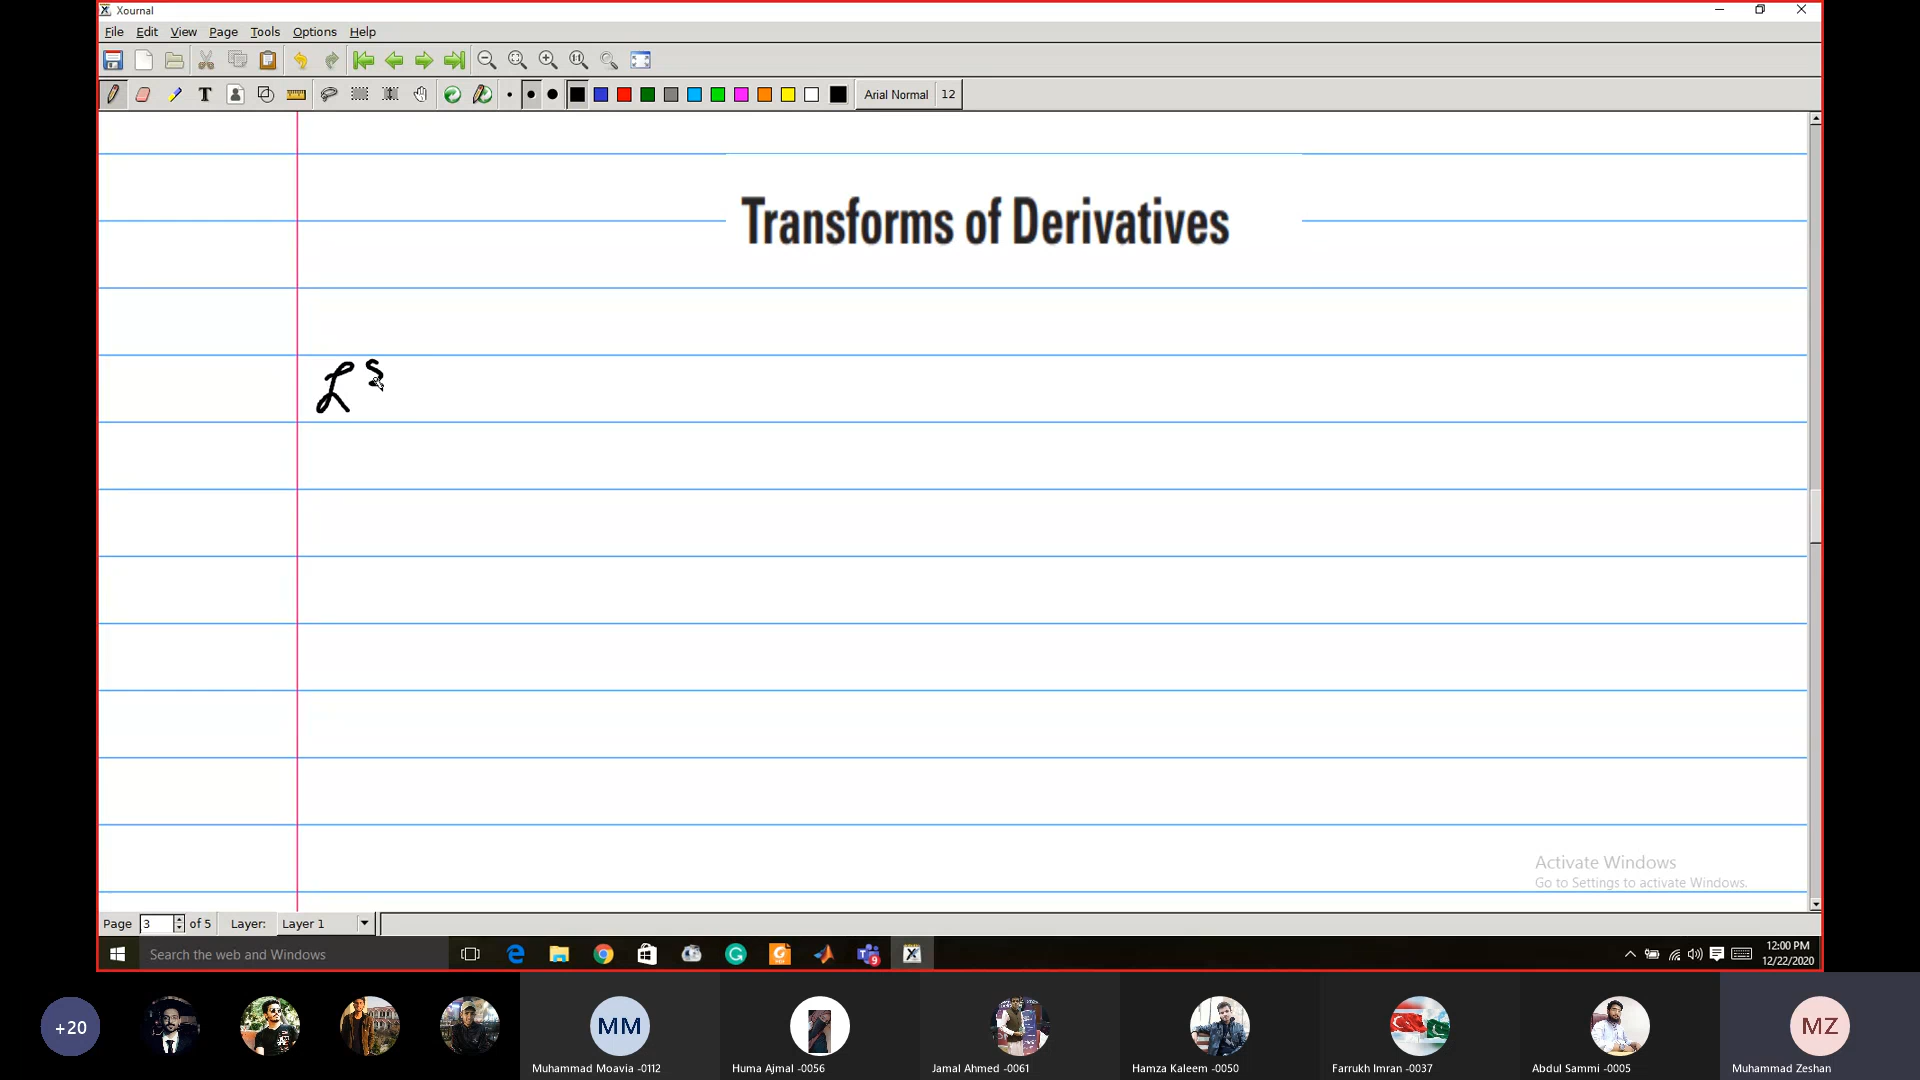 Xournal
File Edit View Page Tools Options Help
Arial Normal 12
Transforms of Derivatives
ℒ
Activate Windows
Go to Settings to activate Windows.
Page 3 of 5 Layer: Layer 1
Search the web and Windows
12:00 PM
12/22/2020
+20 MM MZ
Muhammad Moavia -0112 Huma Ajmal -0056 Jamal Ahmed -0061 Hamza Kaleem -0050 Farrukh Imran -0037 Abdul Sammi -0005 Muhammad Zeshan